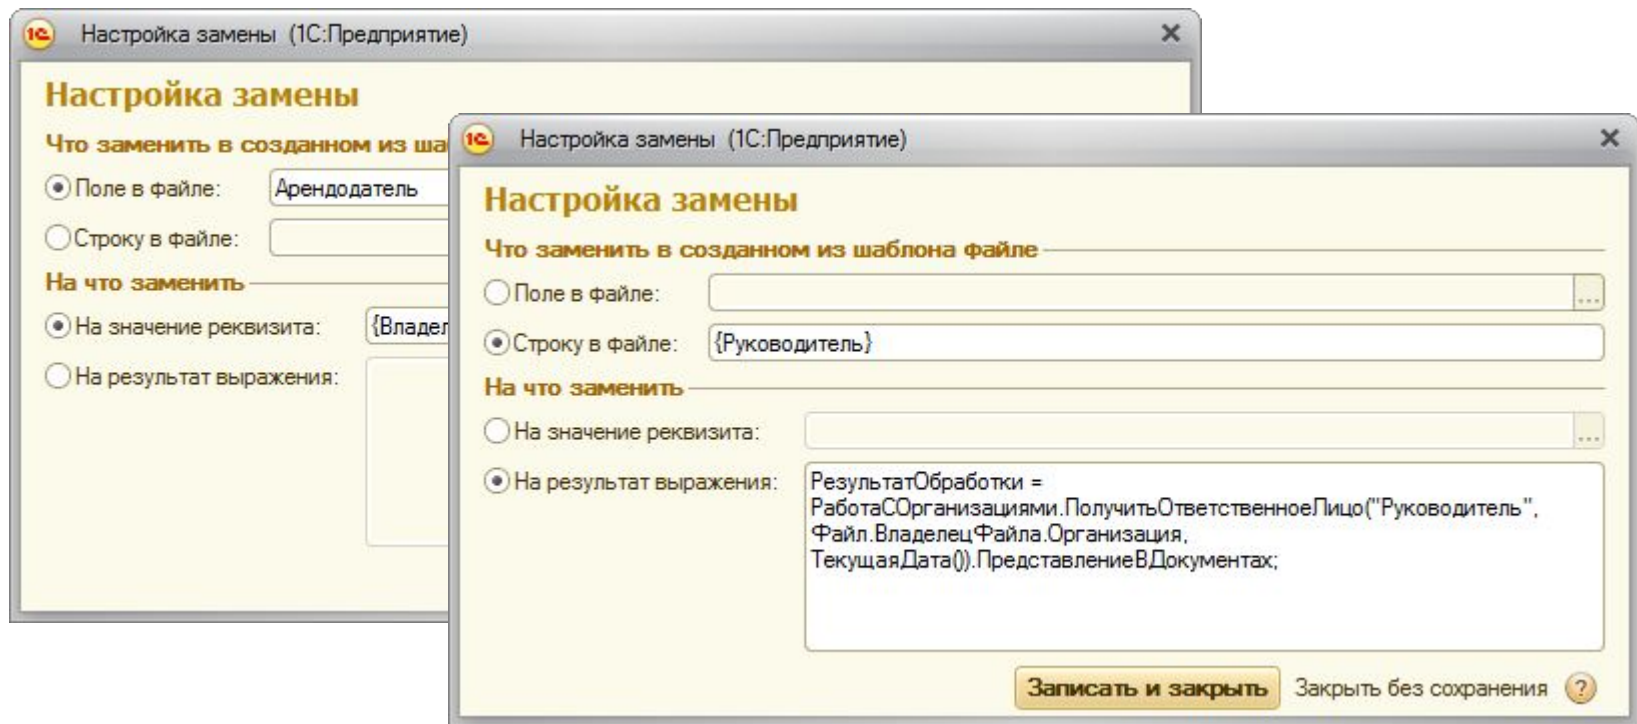 Настройка замены (1С:Предприятие)
Настройка замены
Что заменить в созданном из
Поле в файле: Арендодатель
Строку в файле:
На что заменить
На значение реквизита:
На результат выражения:
Настройка замены (1С:Предприятие)
Настройка замены
Что заменить в созданном из шаблона файле
Поле в файле: ...
Строку в файле: {Руководитель}
На что заменить
На значение реквизита: ...
На результат выражения: РезультатОбработки =
РаботаСОрганизациями.ПолучитьОтветственноеЛицо("Руководитель",
Файл.ВладелецФайла.Организация,
ТекущаяДата()).ПредставлениеВДокументах;
Записать и закрыть Закрыть без сохранения ?